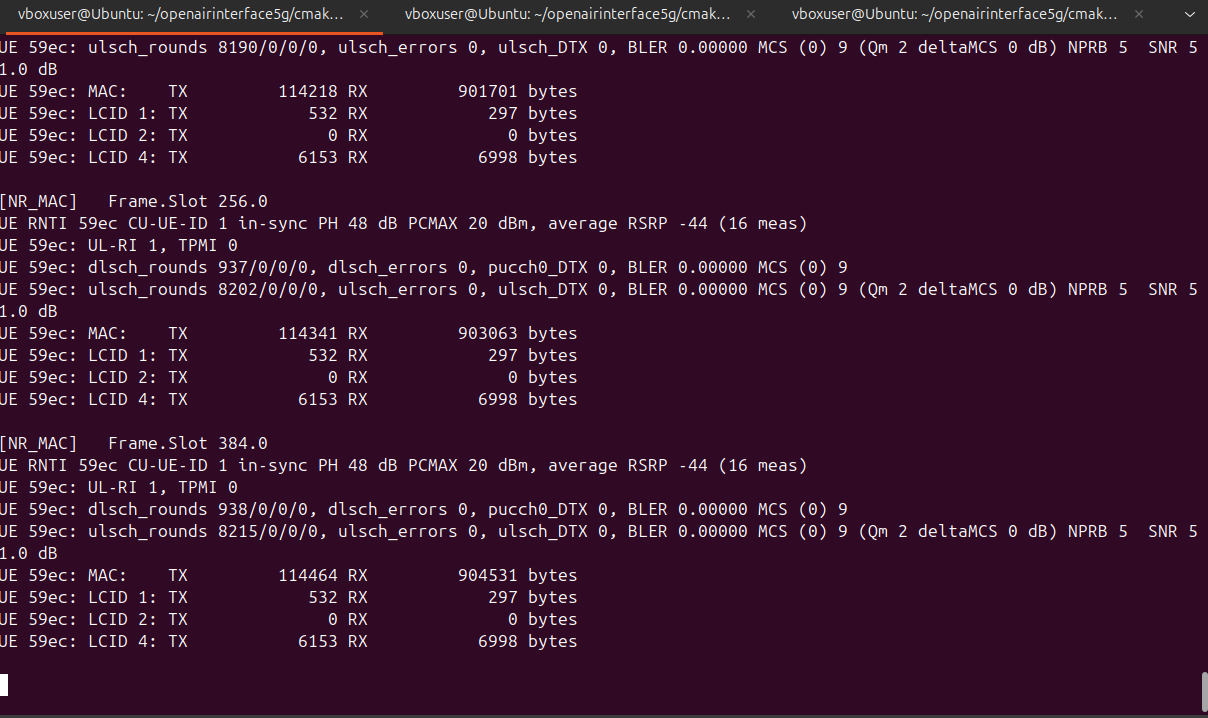 vboxuser@Ubuntu: ~/openairinterface5g/cmak... × vboxuser@Ubuntu: ~/openairinterface5g/cmak... × vboxuser@Ubuntu: ~/openairinterface5g/cmak... ×
UE 59ec: ulsch_rounds 8190/0/0/0, ulsch_errors 0, ulsch_DTX 0, BLER 0.00000 MCS (0) 9 (Qm 2 deltaMCS 0 dB) NPRB 5  SNR 5
1.0 dB
UE 59ec: MAC:    TX         114218 RX         901701 bytes
UE 59ec: LCID 1: TX            532 RX            297 bytes
UE 59ec: LCID 2: TX              0 RX              0 bytes
UE 59ec: LCID 4: TX           6153 RX           6998 bytes
[NR_MAC]   Frame.Slot 256.0
UE RNTI 59ec CU-UE-ID 1 in-sync PH 48 dB PCMAX 20 dBm, average RSRP -44 (16 meas)
UE 59ec: UL-RI 1, TPMI 0
UE 59ec: dlsch_rounds 937/0/0/0, dlsch_errors 0, pucch0_DTX 0, BLER 0.00000 MCS (0) 9
UE 59ec: ulsch_rounds 8202/0/0/0, ulsch_errors 0, ulsch_DTX 0, BLER 0.00000 MCS (0) 9 (Qm 2 deltaMCS 0 dB) NPRB 5  SNR 5
1.0 dB
UE 59ec: MAC:    TX         114341 RX         903063 bytes
UE 59ec: LCID 1: TX            532 RX            297 bytes
UE 59ec: LCID 2: TX              0 RX              0 bytes
UE 59ec: LCID 4: TX           6153 RX           6998 bytes
[NR_MAC]   Frame.Slot 384.0
UE RNTI 59ec CU-UE-ID 1 in-sync PH 48 dB PCMAX 20 dBm, average RSRP -44 (16 meas)
UE 59ec: UL-RI 1, TPMI 0
UE 59ec: dlsch_rounds 938/0/0/0, dlsch_errors 0, pucch0_DTX 0, BLER 0.00000 MCS (0) 9
UE 59ec: ulsch_rounds 8215/0/0/0, ulsch_errors 0, ulsch_DTX 0, BLER 0.00000 MCS (0) 9 (Qm 2 deltaMCS 0 dB) NPRB 5  SNR 5
1.0 dB
UE 59ec: MAC:    TX         114464 RX         904531 bytes
UE 59ec: LCID 1: TX            532 RX            297 bytes
UE 59ec: LCID 2: TX              0 RX              0 bytes
UE 59ec: LCID 4: TX           6153 RX           6998 bytes